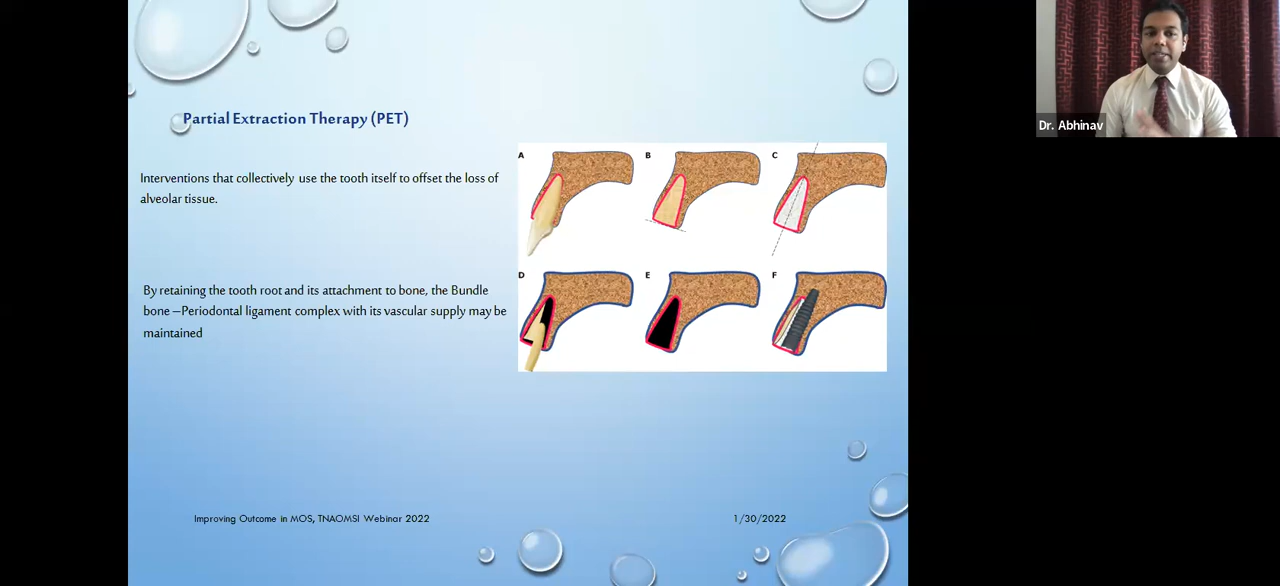 Partial Extraction Therapy (PET)
Interventions that collectively use the tooth itself to offset the loss of
alveolar tissue.
By retaining the tooth root and its attachment to bone, the Bundle
bone –Periodontal ligament complex with its vascular supply may be
maintained
A
B
C
D
E
F
Improving Outcome in MOS, TNAOMSI Webinar 2022
1/30/2022
Dr. Abhinav